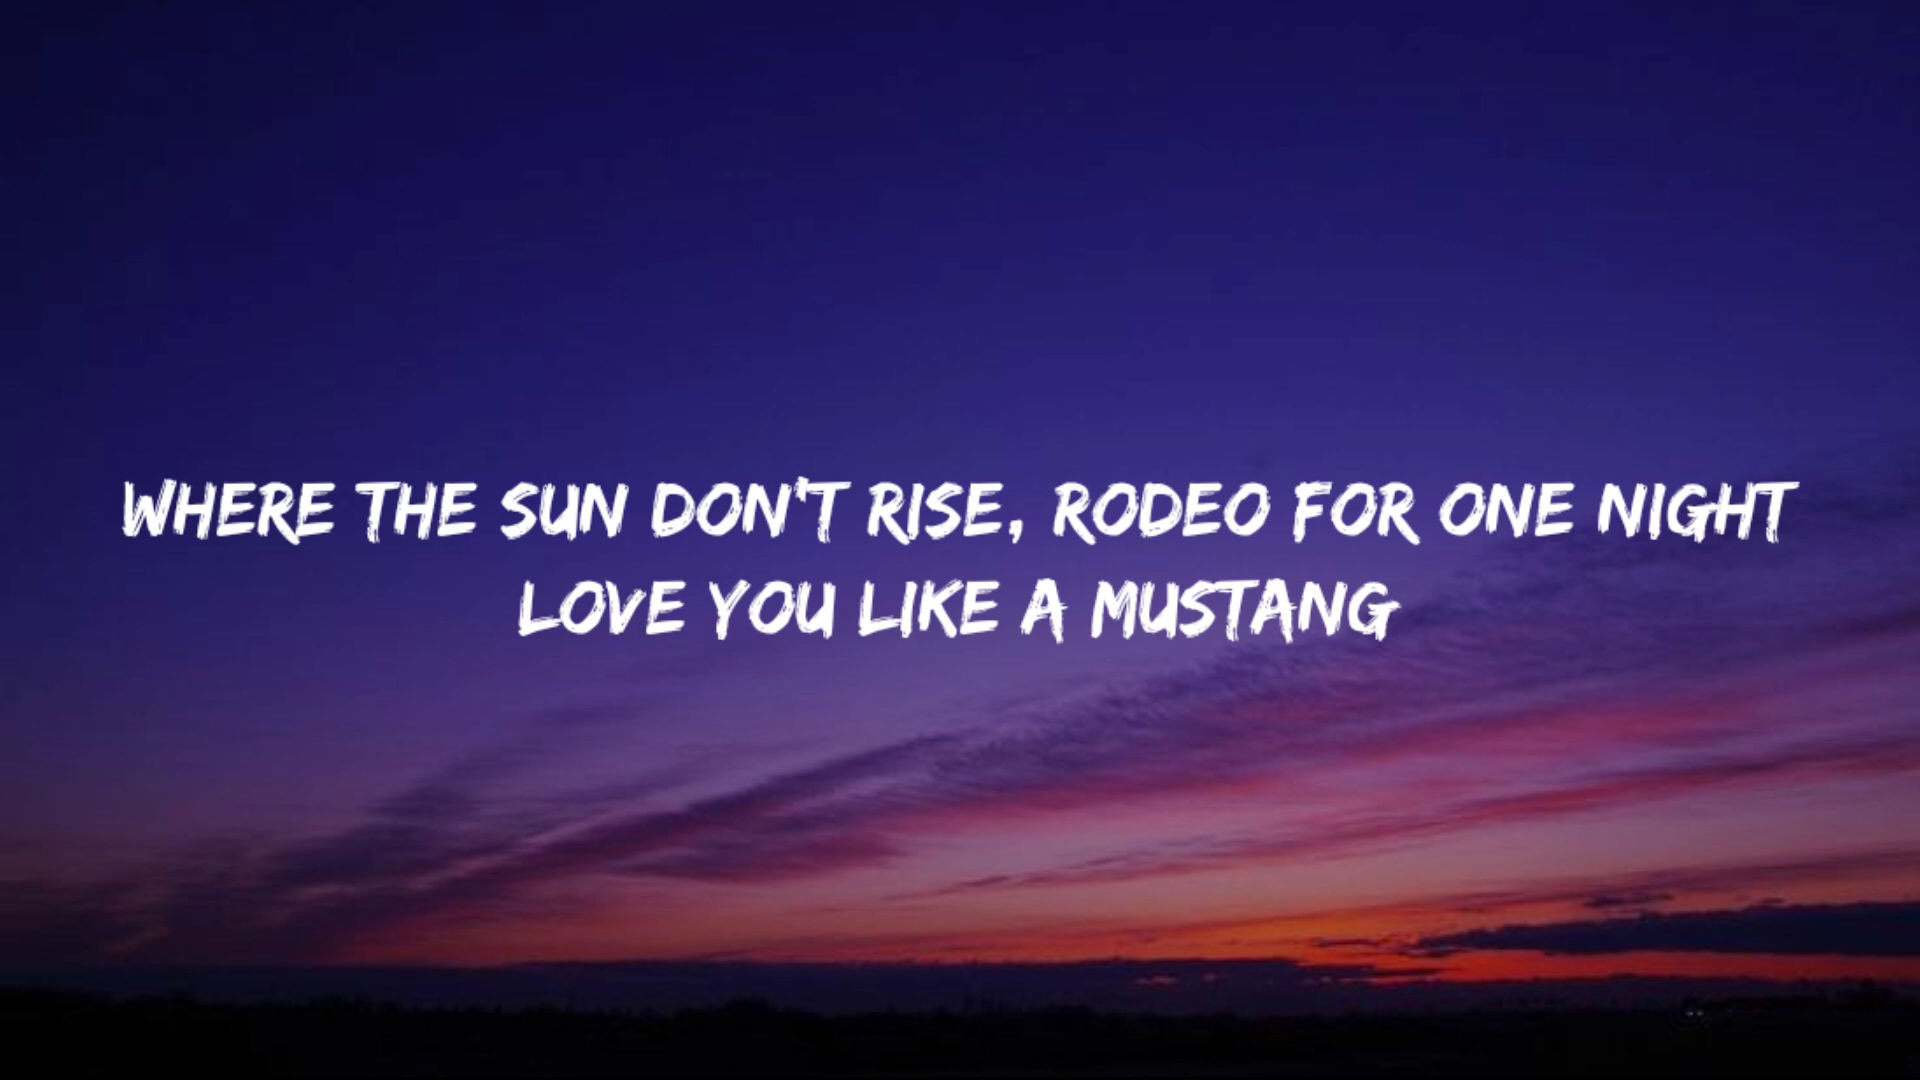 WHERE THE SUN DON'T RISE, RODEO FOR ONE NIGHT
LOVE YOU LIKE A MUSTANG